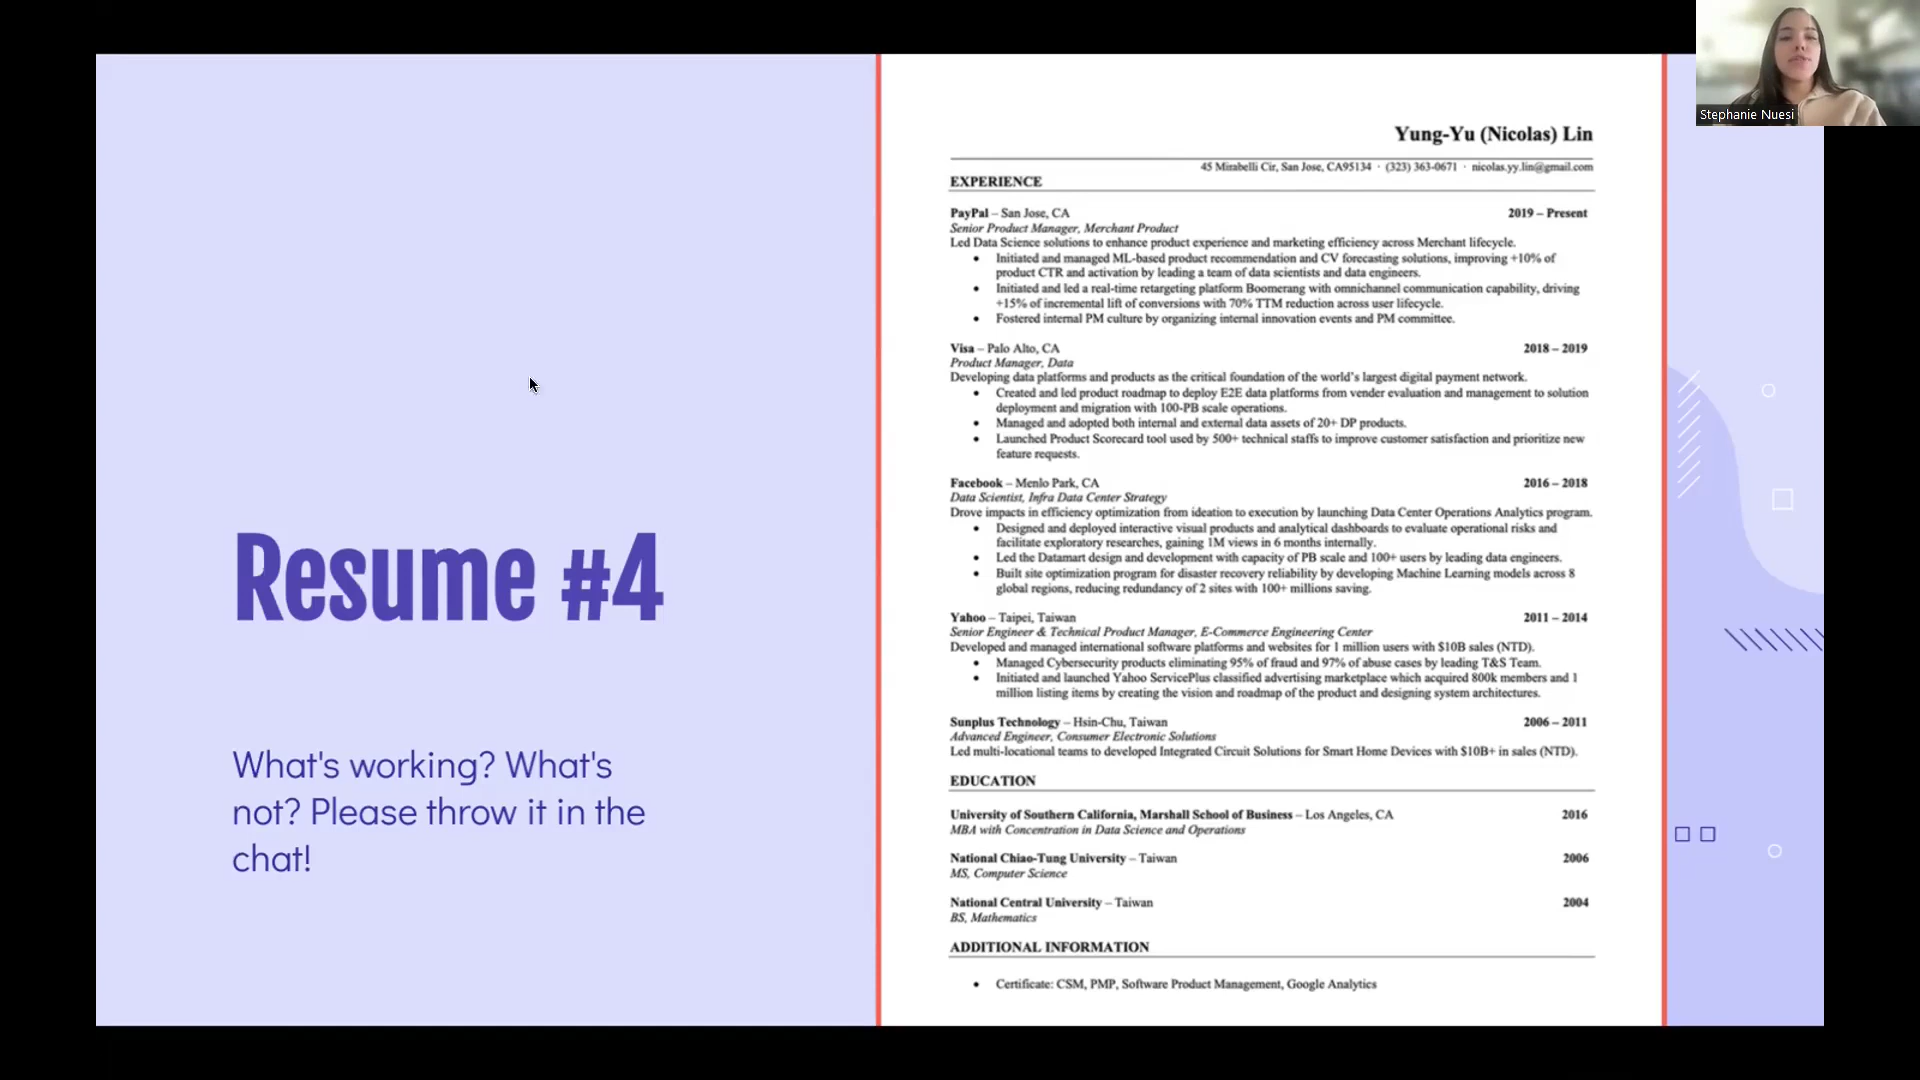 Stephanie Nuesi
Resume #4
What's working? What's
not? Please throw it in the
chat!
Yung-Yu (Nicolas) Lin
45 Mirabelli Cir, San Jose, CA95134 · (323) 363-0671 · nicolas.yy.lin@gmail.com
EXPERIENCE
PayPal – San Jose, CA 2019 – Present
Senior Product Manager, Merchant Product
Led Data Science solutions to enhance product experience and marketing efficiency across Merchant lifecycle.
• Initiated and managed ML-based product recommendation and CV forecasting solutions, improving +10% of
product CTR and activation by leading a team of data scientists and data engineers.
• Initiated and led a real-time retargeting platform Boomerang with omnichannel communication capability, driving
+15% of incremental lift of conversions with 70% TTM reduction across user lifecycle.
• Fostered internal PM culture by organizing internal innovation events and PM committee.
Visa – Palo Alto, CA 2018 – 2019
Product Manager, Data
Developing data platforms and products as the critical foundation of the world's largest digital payment network.
• Created and led product roadmap to deploy E2E data platforms from vender evaluation and management to solution
deployment and migration with 100-PB scale operations.
• Managed and adopted both internal and external data assets of 20+ DP products.
• Launched Product Scorecard tool used by 500+ technical staffs to improve customer satisfaction and prioritize new
feature requests.
Facebook – Menlo Park, CA 2016 – 2018
Data Scientist, Infra Data Center Strategy
Drove impacts in efficiency optimization from ideation to execution by launching Data Center Operations Analytics program.
• Designed and deployed interactive visual products and analytical dashboards to evaluate operational risks and
facilitate exploratory researches, gaining 1M views in 6 months internally.
• Led the Datamart design and development with capacity of PB scale and 100+ users by leading data engineers.
• Built site optimization program for disaster recovery reliability by developing Machine Learning models across 8
global regions, reducing redundancy of 2 sites with 100+ millions saving.
Yahoo – Taipei, Taiwan 2011 – 2014
Senior Engineer & Technical Product Manager, E-Commerce Engineering Center
Developed and managed international software platforms and websites for 1 million users with $10B sales (NTD).
• Managed Cybersecurity products eliminating 95% of fraud and 97% of abuse cases by leading T&S Team.
• Initiated and launched Yahoo ServicePlus classified advertising marketplace which acquired 800k members and 1
million listing items by creating the vision and roadmap of the product and designing system architectures.
Sunplus Technology – Hsin-Chu, Taiwan 2006 – 2011
Advanced Engineer, Consumer Electronic Solutions
Led multi-locational teams to developed Integrated Circuit Solutions for Smart Home Devices with $10B+ in sales (NTD).
EDUCATION
University of Southern California, Marshall School of Business – Los Angeles, CA 2016
MBA with Concentration in Data Science and Operations
National Chiao-Tung University – Taiwan 2006
MS, Computer Science
National Central University – Taiwan 2004
BS, Mathematics
ADDITIONAL INFORMATION
• Certificate: CSM, PMP, Software Product Management, Google Analytics